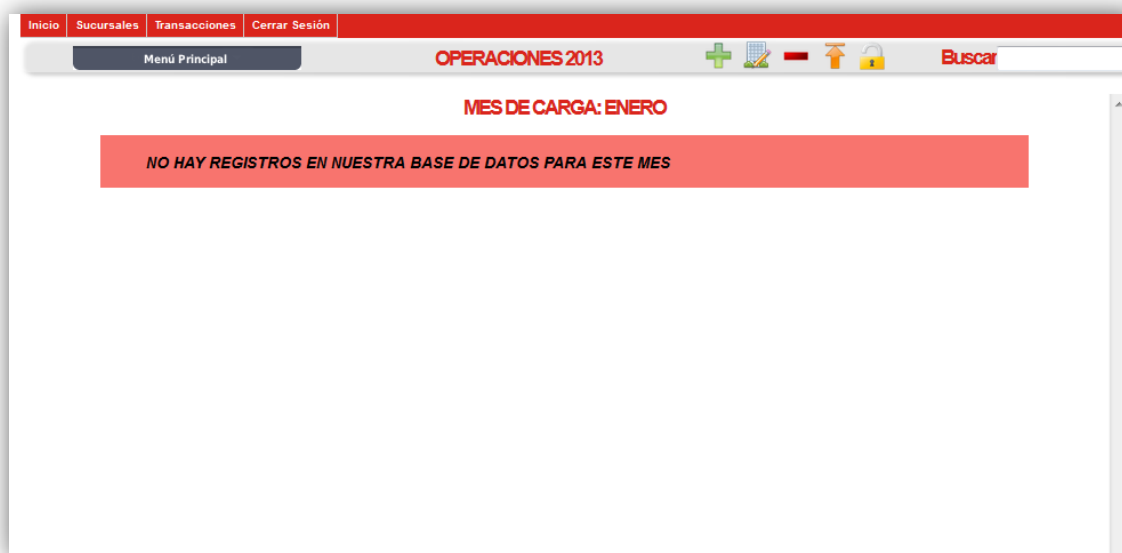 Inicio Sucursales Transacciones Cerrar Sesión
Menú Principal OPERACIONES 2013 Buscar
MES DE CARGA: ENERO
NO HAY REGISTROS EN NUESTRA BASE DE DATOS PARA ESTE MES